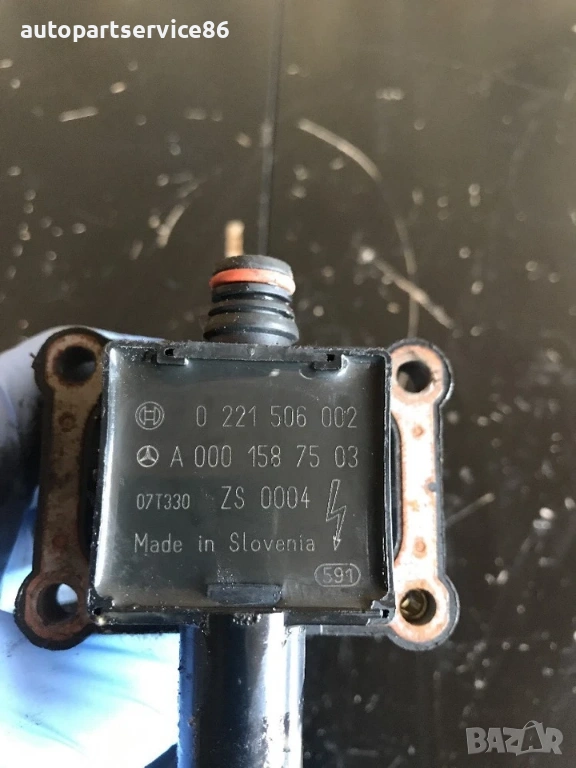 autopartservice86
0 221 506 002
A 000 158 75 03
07T330 ZS 0004
Made in Slovenia
591
BAZAR